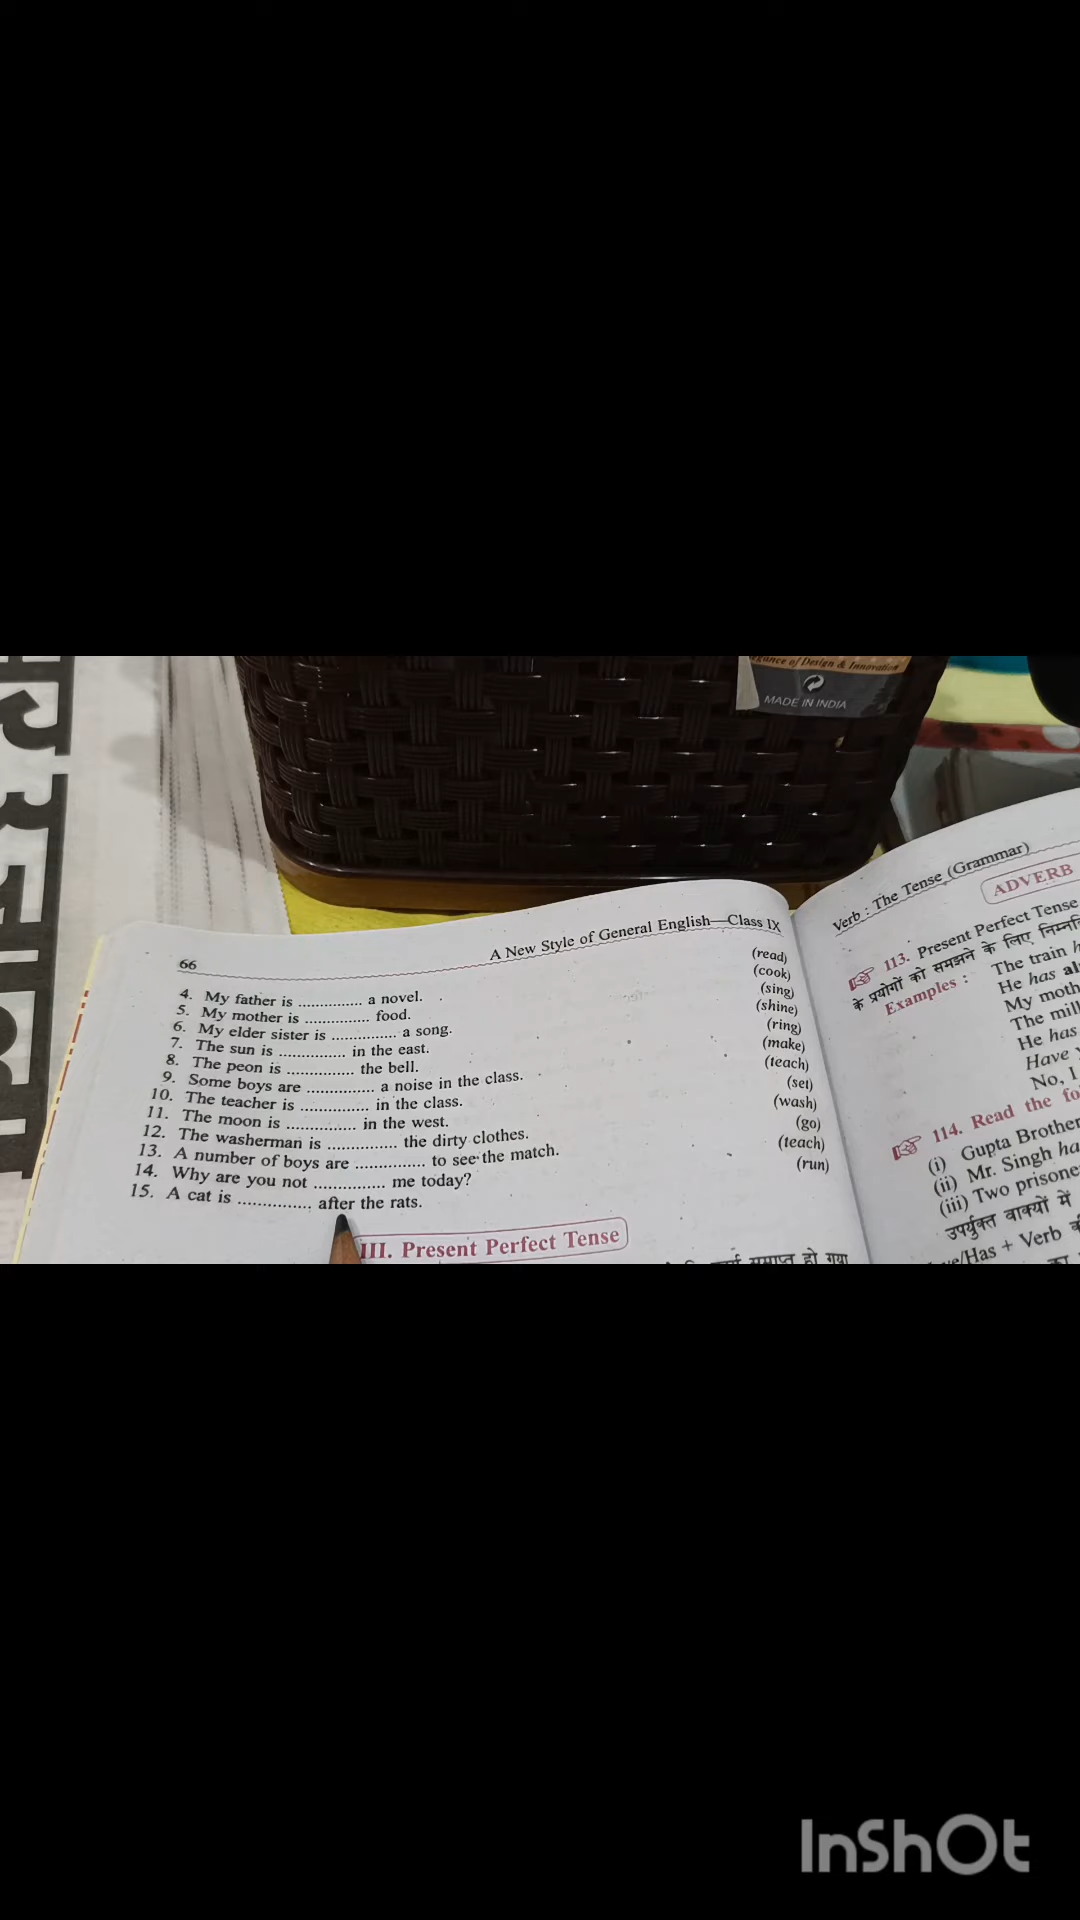 egance of Design & Innovation
MADE IN INDIA
66
A New Style of General English—Class IX
4. My father is .............. a novel. (read)
5. My mother is .............. food. (cook)
6. My elder sister is .............. a song. (sing)
7. The sun is .............. in the east. (shine)
8. The peon is .............. the bell. (ring)
9. Some boys are .............. a noise in the class. (make)
10. The teacher is .............. in the class. (teach)
11. The moon is .............. in the west. (set)
12. The washerman is .............. the dirty clothes. (wash)
13. A number of boys are .............. to see the match. (go)
14. Why are you not .............. me today? (teach)
15. A cat is .............. after the rats. (run)
III. Present Perfect Tense
समाप्त हो गया
Verb : The Tense (Grammar)
ADVERB
113. Present Perfect Tense
के प्रयोगों को समझने के लिए
Examples : The train
He has
My moth
The mil
He has
Have
No, I
114. Read the fo
(i) Gupta Brother
(ii) Mr. Singh ha
(iii) Two prisone
उपर्युक्त वाक्यों में
/Has + Verb
InShOt